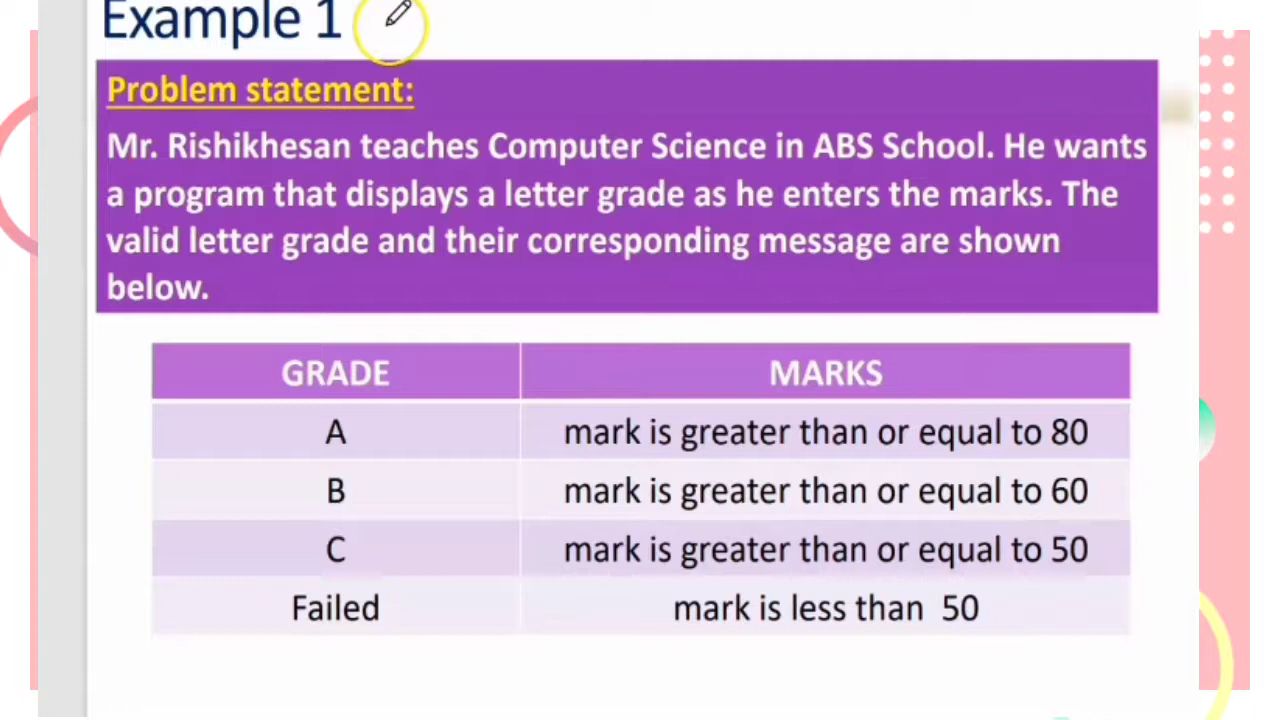 Example 1
Problem statement:
Mr. Rishikhesan teaches Computer Science in ABS School. He wants
a program that displays a letter grade as he enters the marks. The
valid letter grade and their corresponding message are shown
below.
GRADE MARKS
A mark is greater than or equal to 80
B mark is greater than or equal to 60
C mark is greater than or equal to 50
Failed mark is less than 50